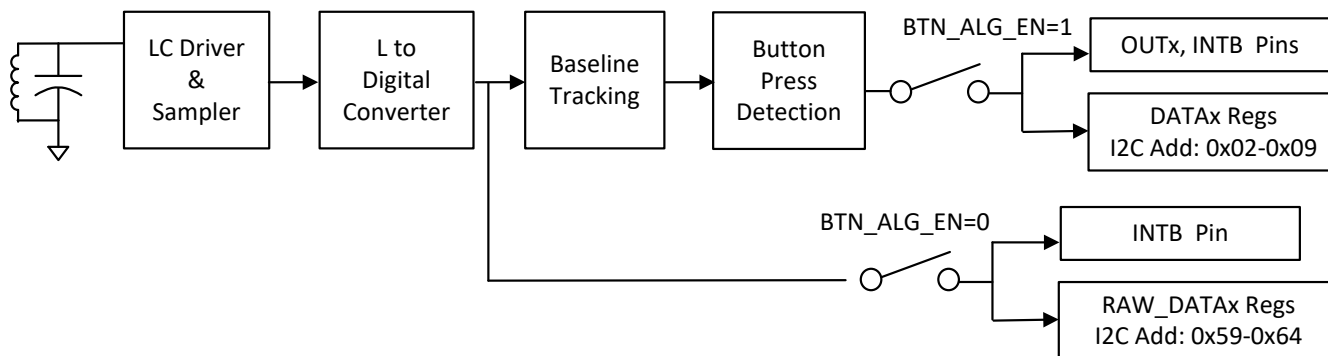 LC Driver
&
Sampler
L to
Digital
Converter
Baseline
Tracking
Button
Press
Detection
BTN_ALG_EN=1
OUTx, INTB Pins
DATAx Regs
I2C Add: 0x02-0x09
BTN_ALG_EN=0
INTB Pin
RAW_DATAx Regs
I2C Add: 0x59-0x64